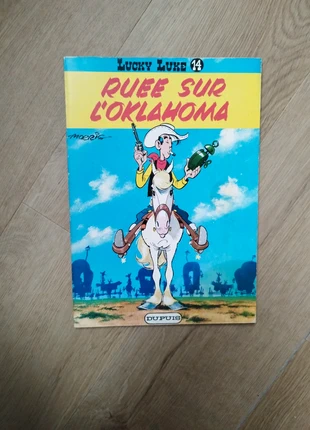 LUCKY LUKE 14
RUEE SUR
L'OKLAHOMA
MORRIS
DUPUIS